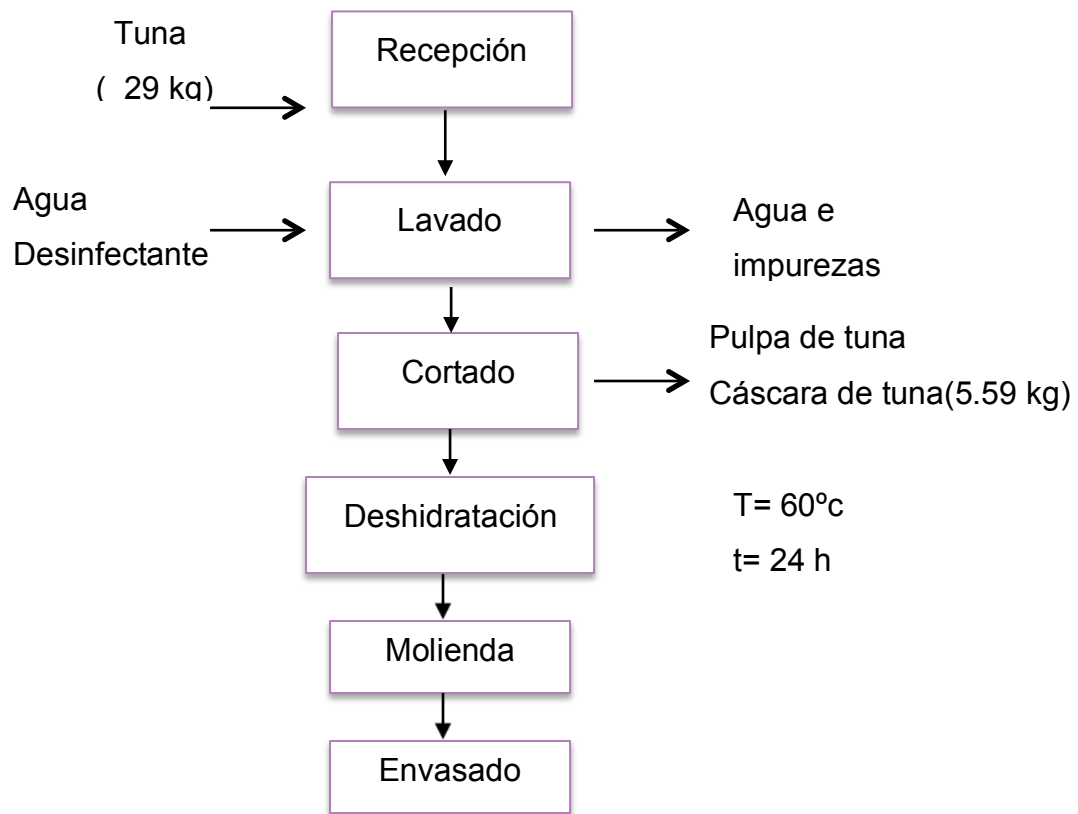 Tuna
( 29 kg)
Recepción
Agua
Desinfectante
Lavado
Agua e
impurezas
Cortado
Pulpa de tuna
Cáscara de tuna(5.59 kg)
Deshidratación
T= 60ºc
t= 24 h
Molienda
Envasado